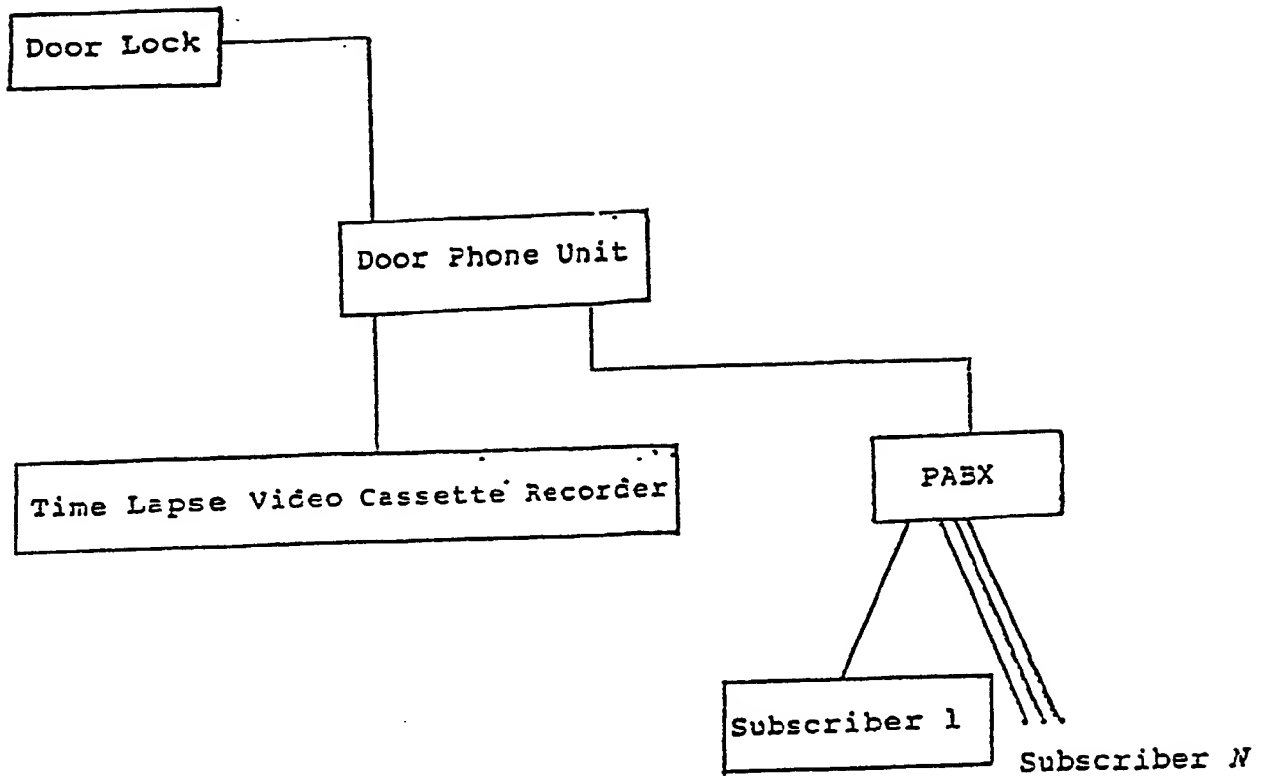 Door Lock
Door Phone Unit
Time Lapse Video Cassette Recorder
PABX
Subscriber 1
Subscriber N